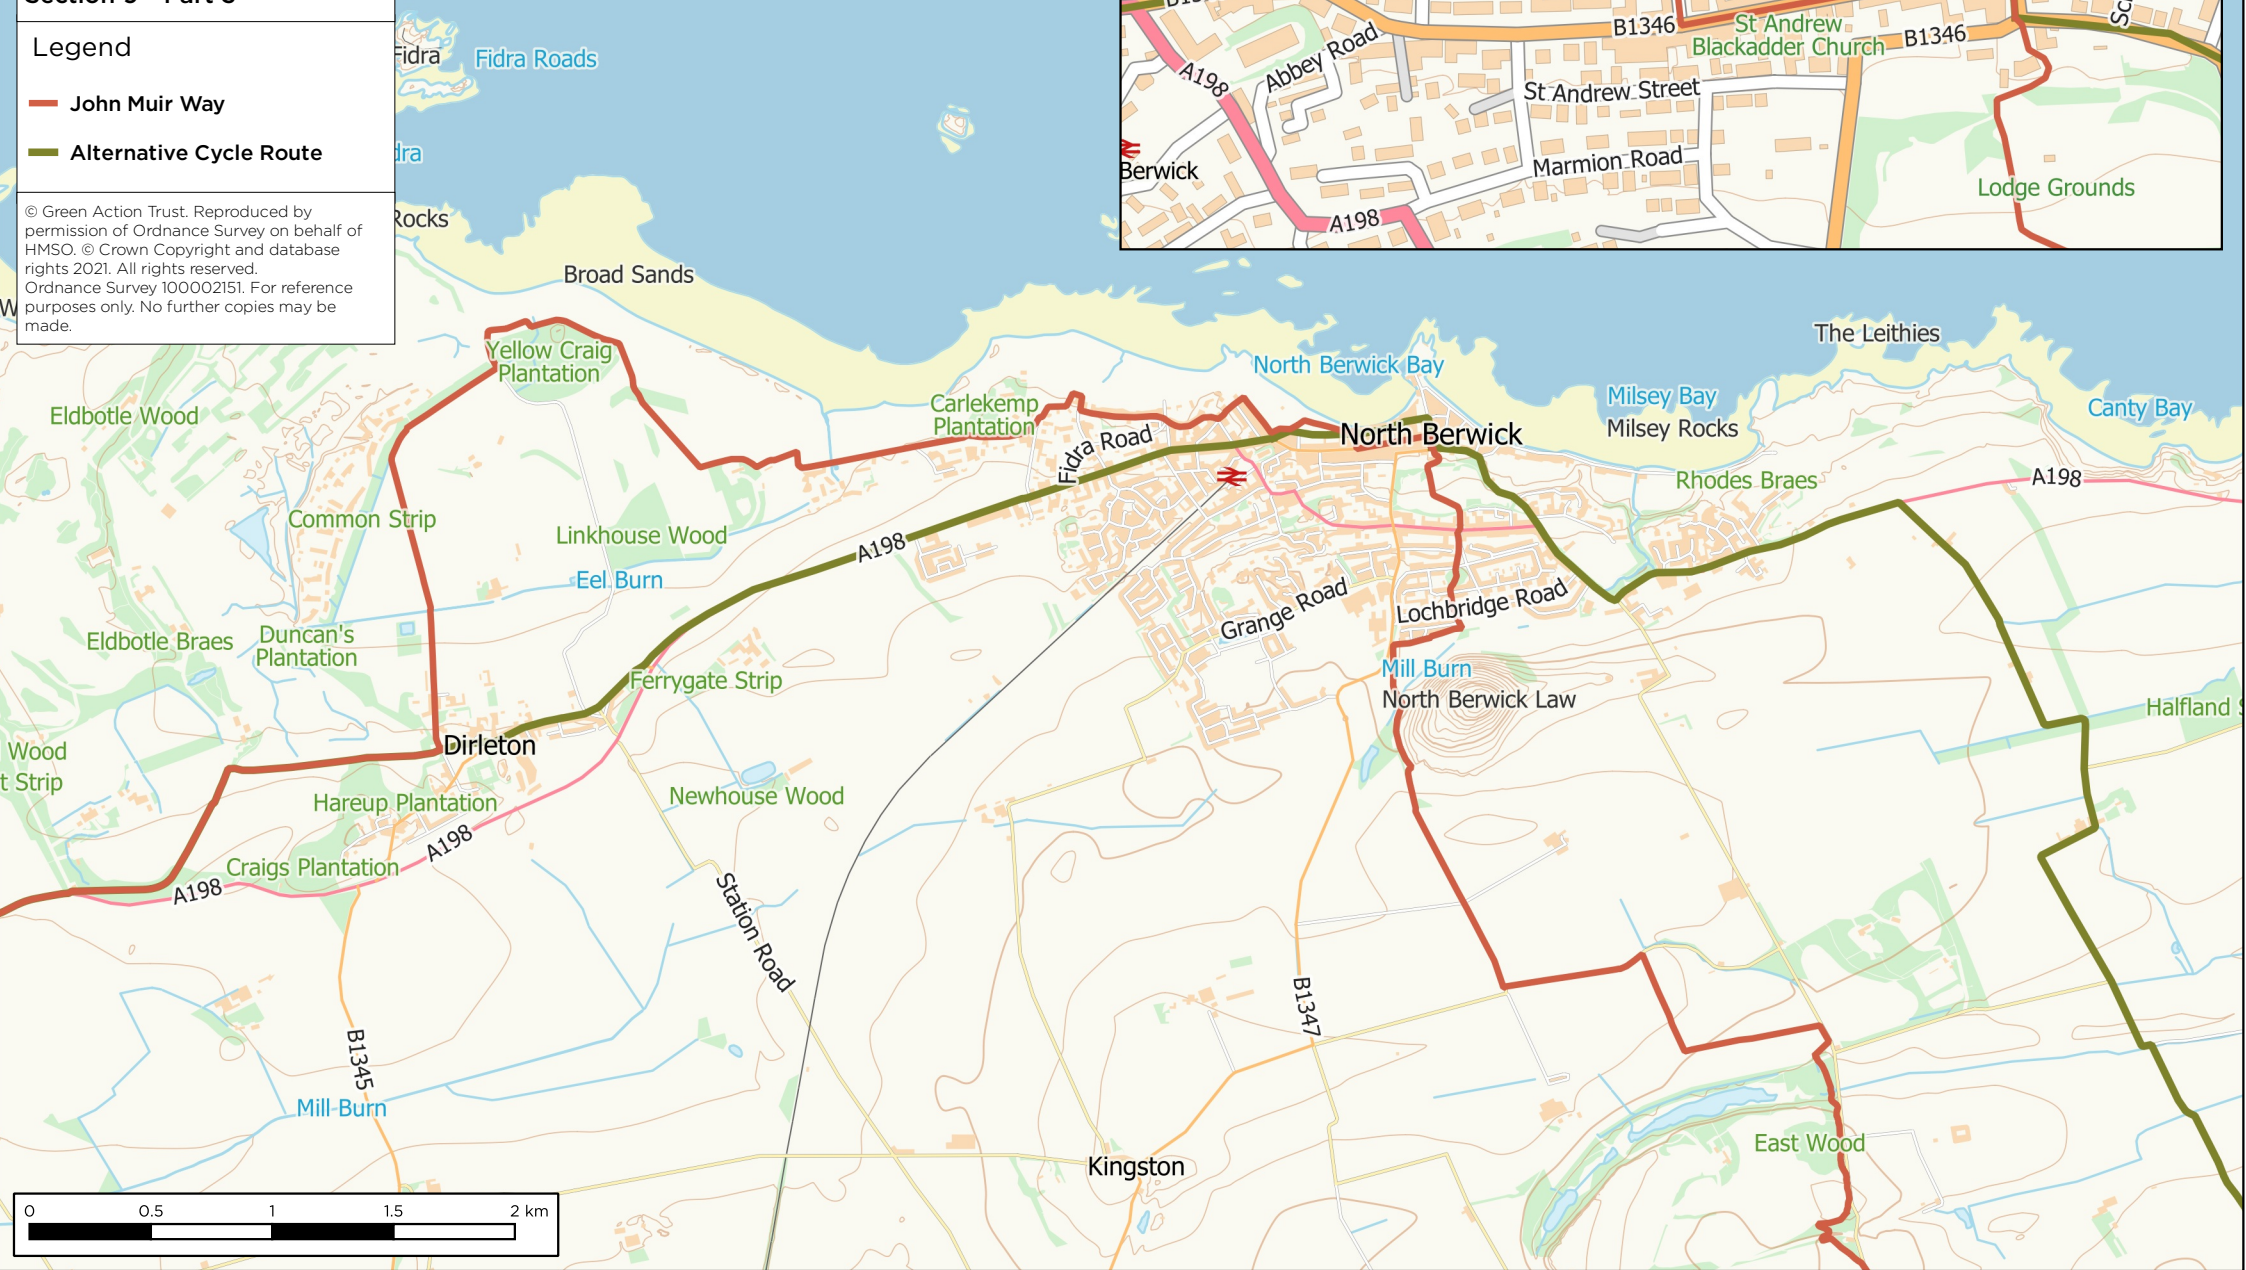 Legend
John Muir Way
Alternative Cycle Route
© Green Action Trust. Reproduced by
permission of Ordnance Survey on behalf of
HMSO. © Crown Copyright and database
rights 2021. All rights reserved.
Ordnance Survey 100002151. For reference
purposes only. No further copies may be
made.
Fidra
Fidra Roads
Rocks
Broad Sands
B1346
St Andrew
Blackadder Church
B1346
Abbey Road
A198
St Andrew Street
Marmion Road
Berwick
Lodge Grounds
A198
The Leithies
Yellow Craig
Plantation
North Berwick Bay
Milsey Bay
Milsey Rocks
Canty Bay
Eldbotle Wood
Carlekemp
Plantation
Fidra Road
North Berwick
Rhodes Braes
A198
Common Strip
Linkhouse Wood
A198
Eel Burn
Grange Road
Lochbridge Road
Eldbotle Braes
Duncan's
Plantation
Ferrygate Strip
Mill Burn
North Berwick Law
Halfland
Wood
t Strip
Dirleton
Hareup Plantation
Newhouse Wood
A198
Craigs Plantation
A198
Station Road
B1347
B1345
Mill Burn
East Wood
Kingston
0 0.5 1 1.5 2 km